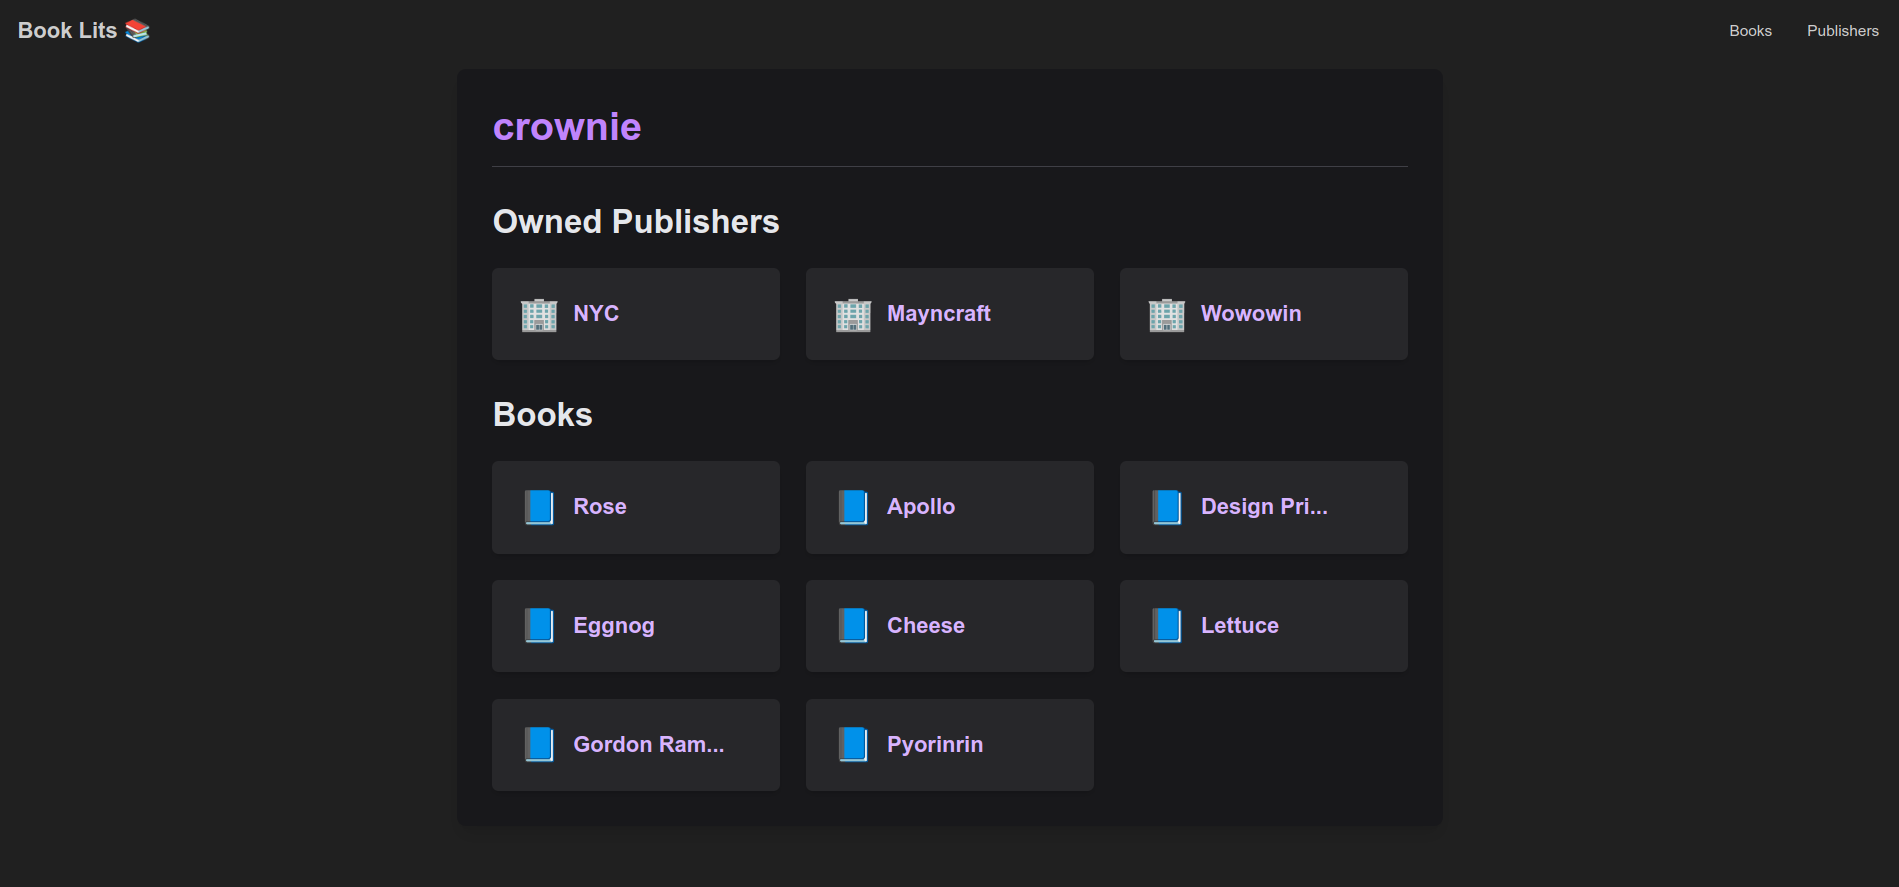 Book Lits
Books
Publishers
crownie
Owned Publishers
NYC
Mayncraft
Wowowin
Books
Rose
Apollo
Design Pri...
Eggnog
Cheese
Lettuce
Gordon Ram...
Pyorinrin